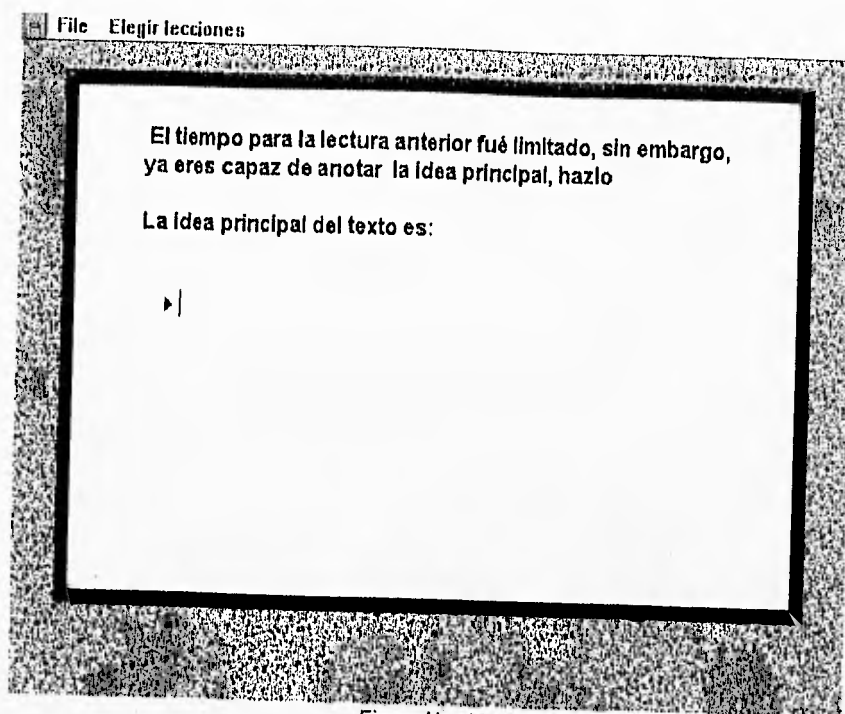 File Elegir lecciones
El tiempo para la lectura anterior fué limitado, sin embargo,
ya eres capaz de anotar la idea principal, hazlo
La idea principal del texto es: